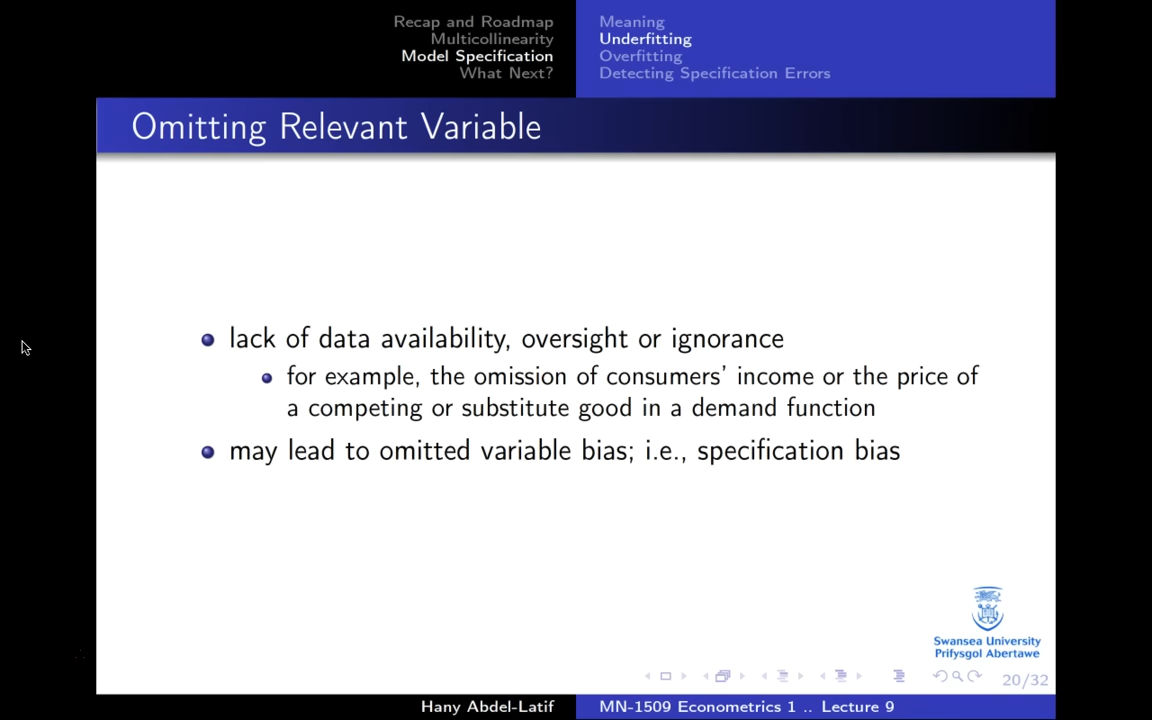 Recap and Roadmap
Multicollinearity
Model Specification
What Next?
Meaning
Underfitting
Overfitting
Detecting Specification Errors
Omitting Relevant Variable
lack of data availability, oversight or ignorance
for example, the omission of consumers' income or the price of
a competing or substitute good in a demand function
may lead to omitted variable bias; i.e., specification bias
Swansea University
Prifysgol Abertawe
20/32
Hany Abdel-Latif
MN-1509 Econometrics 1 .. Lecture 9